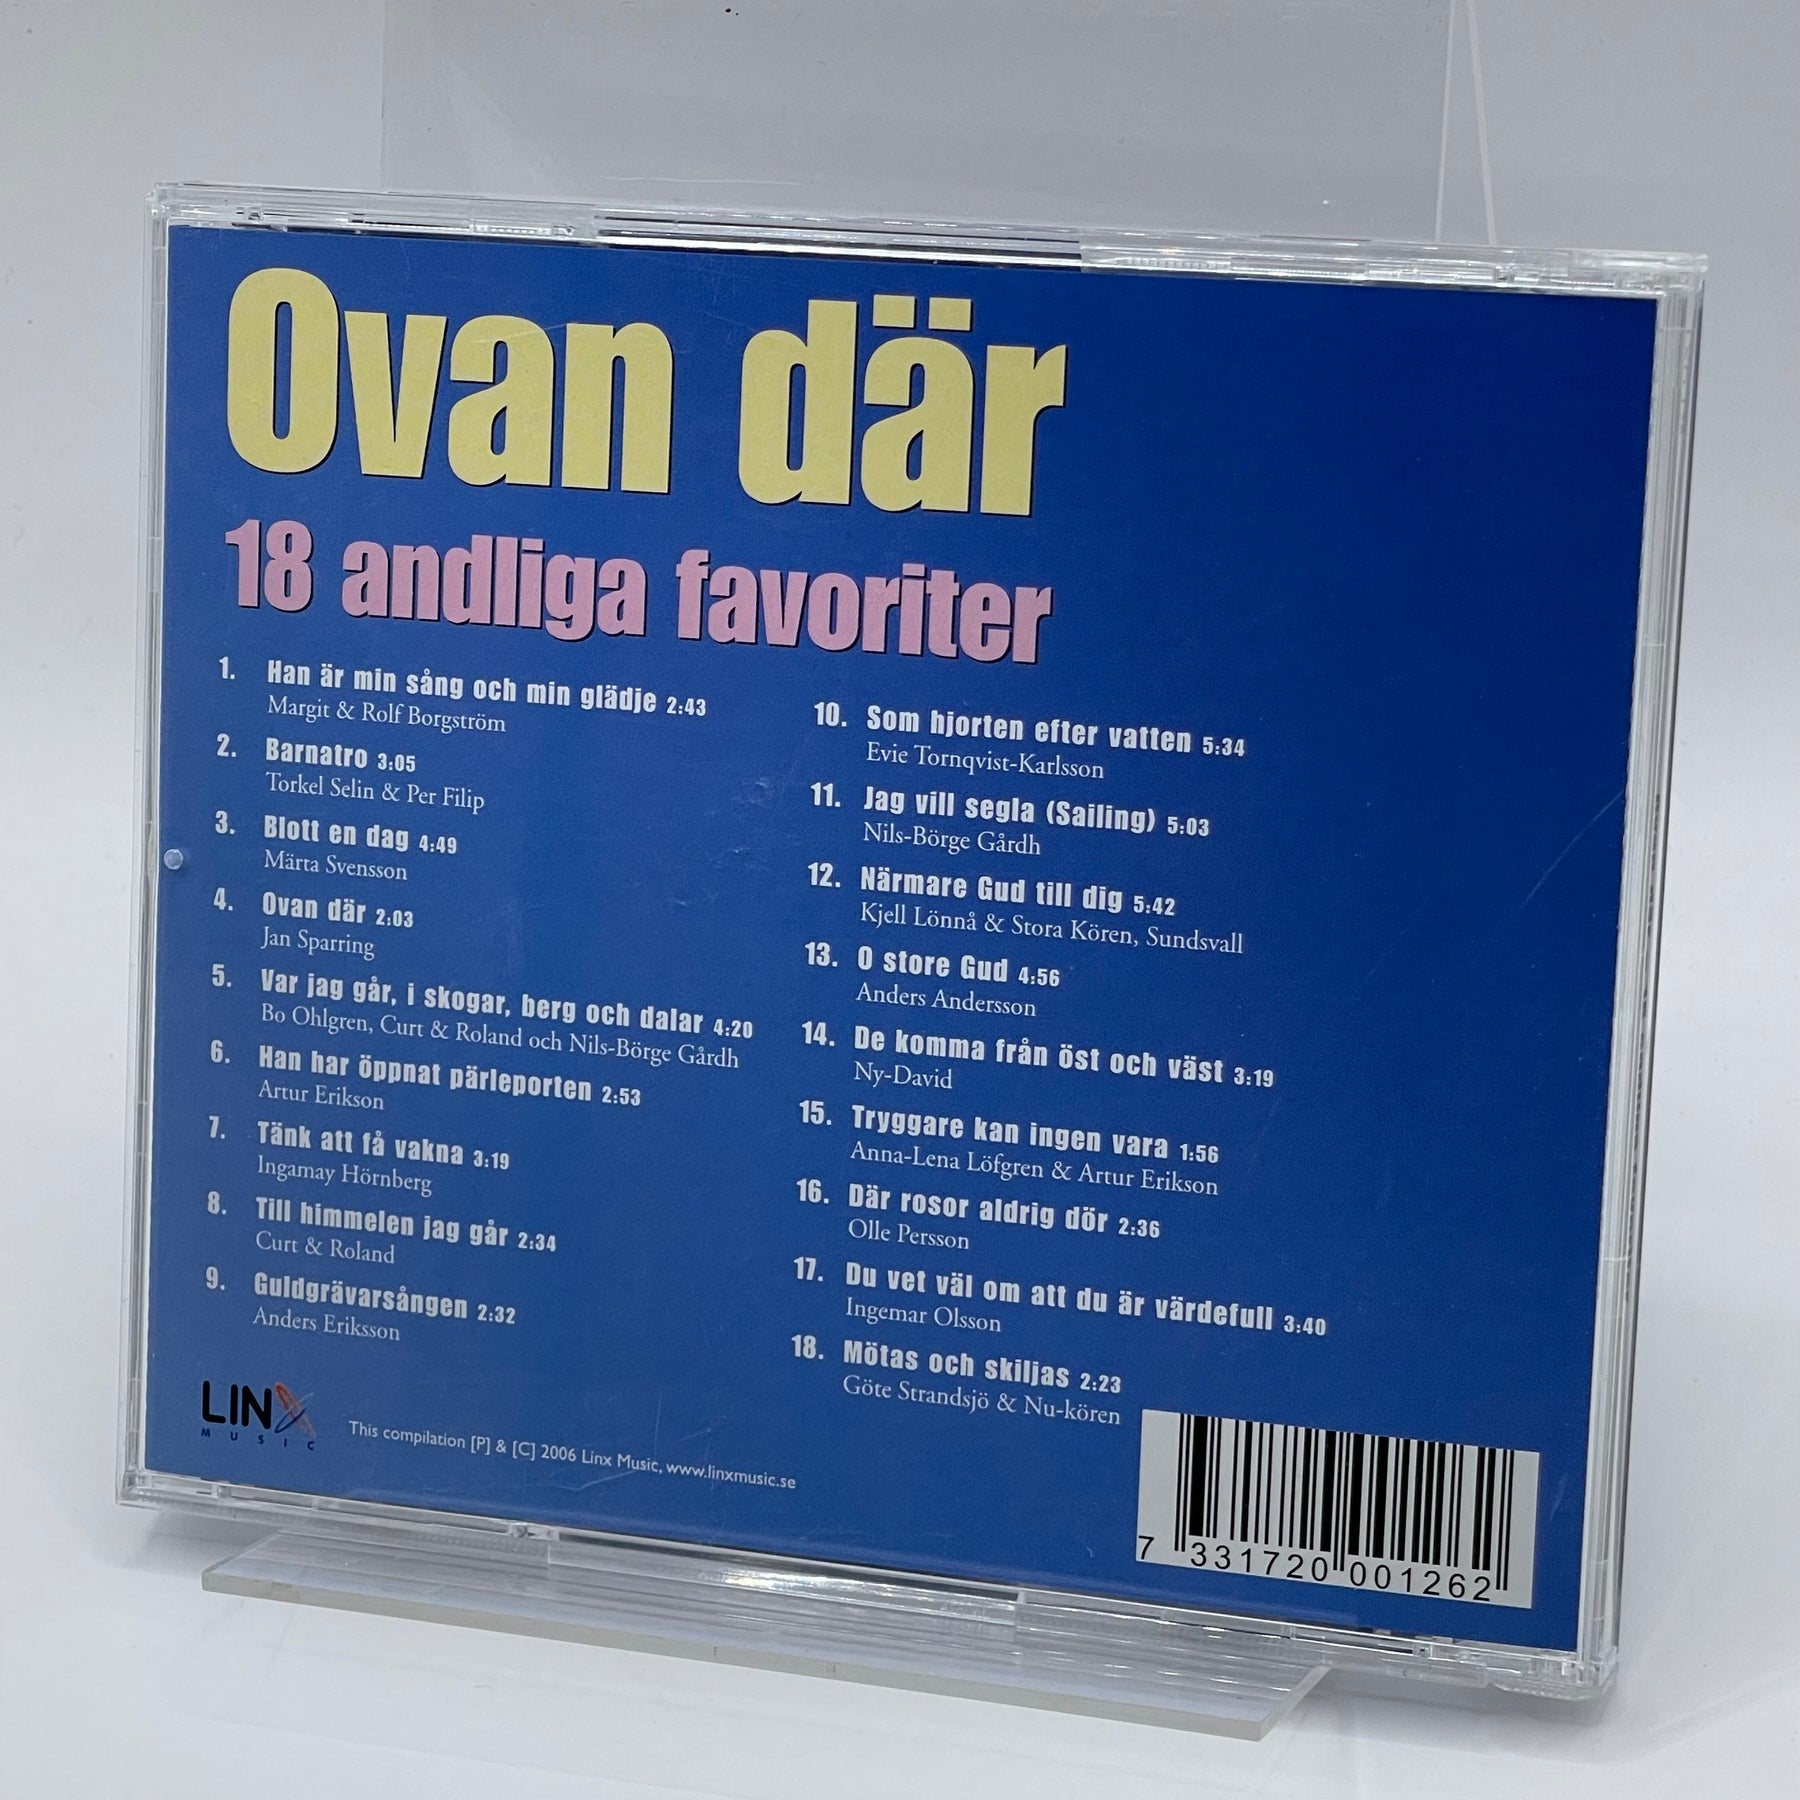 Ovan där
18 andliga favoriter
1. Han är min sång och min glädje 2:43
Margit & Rolf Borgström
2. Barnatro 3:05
Torkel Selin & Per Filip
3. Blott en dag 4:49
Märta Svensson
4. Ovan där 2:03
Jan Sparring
5. Var jag går, i skogar, berg och dalar 4:20
Bo Ohlgren, Curt & Roland och Nils-Börge Gårdh
6. Han har öppnat pärleporten 2:53
Artur Erikson
7. Tänk att få vakna 3:19
Ingamay Hörnberg
8. Till himmelen jag går 2:34
Curt & Roland
9. Guldgrävarsången 2:32
Anders Eriksson
10. Som hjorten efter vatten 5:34
Evie Tornqvist-Karlsson
11. Jag vill segla (Sailing) 5:03
Nils-Börge Gårdh
12. Närmare Gud till dig 5:42
Kjell Lönnå & Stora Kören, Sundsvall
13. O store Gud 4:56
Anders Andersson
14. De komma från öst och väst 3:19
Ny-David
15. Tryggare kan ingen vara 1:56
Anna-Lena Löfgren & Artur Erikson
16. Där rosor aldrig dör 2:36
Olle Persson
17. Du vet väl om att du är värdefull 3:40
Ingemar Olsson
18. Mötas och skiljas 2:23
Göte Strandsjö & Nu-kören
LINX
MUSIC
This compilation [P] & [C] 2006 Linx Music, www.linxmusic.se
7 331720 001262